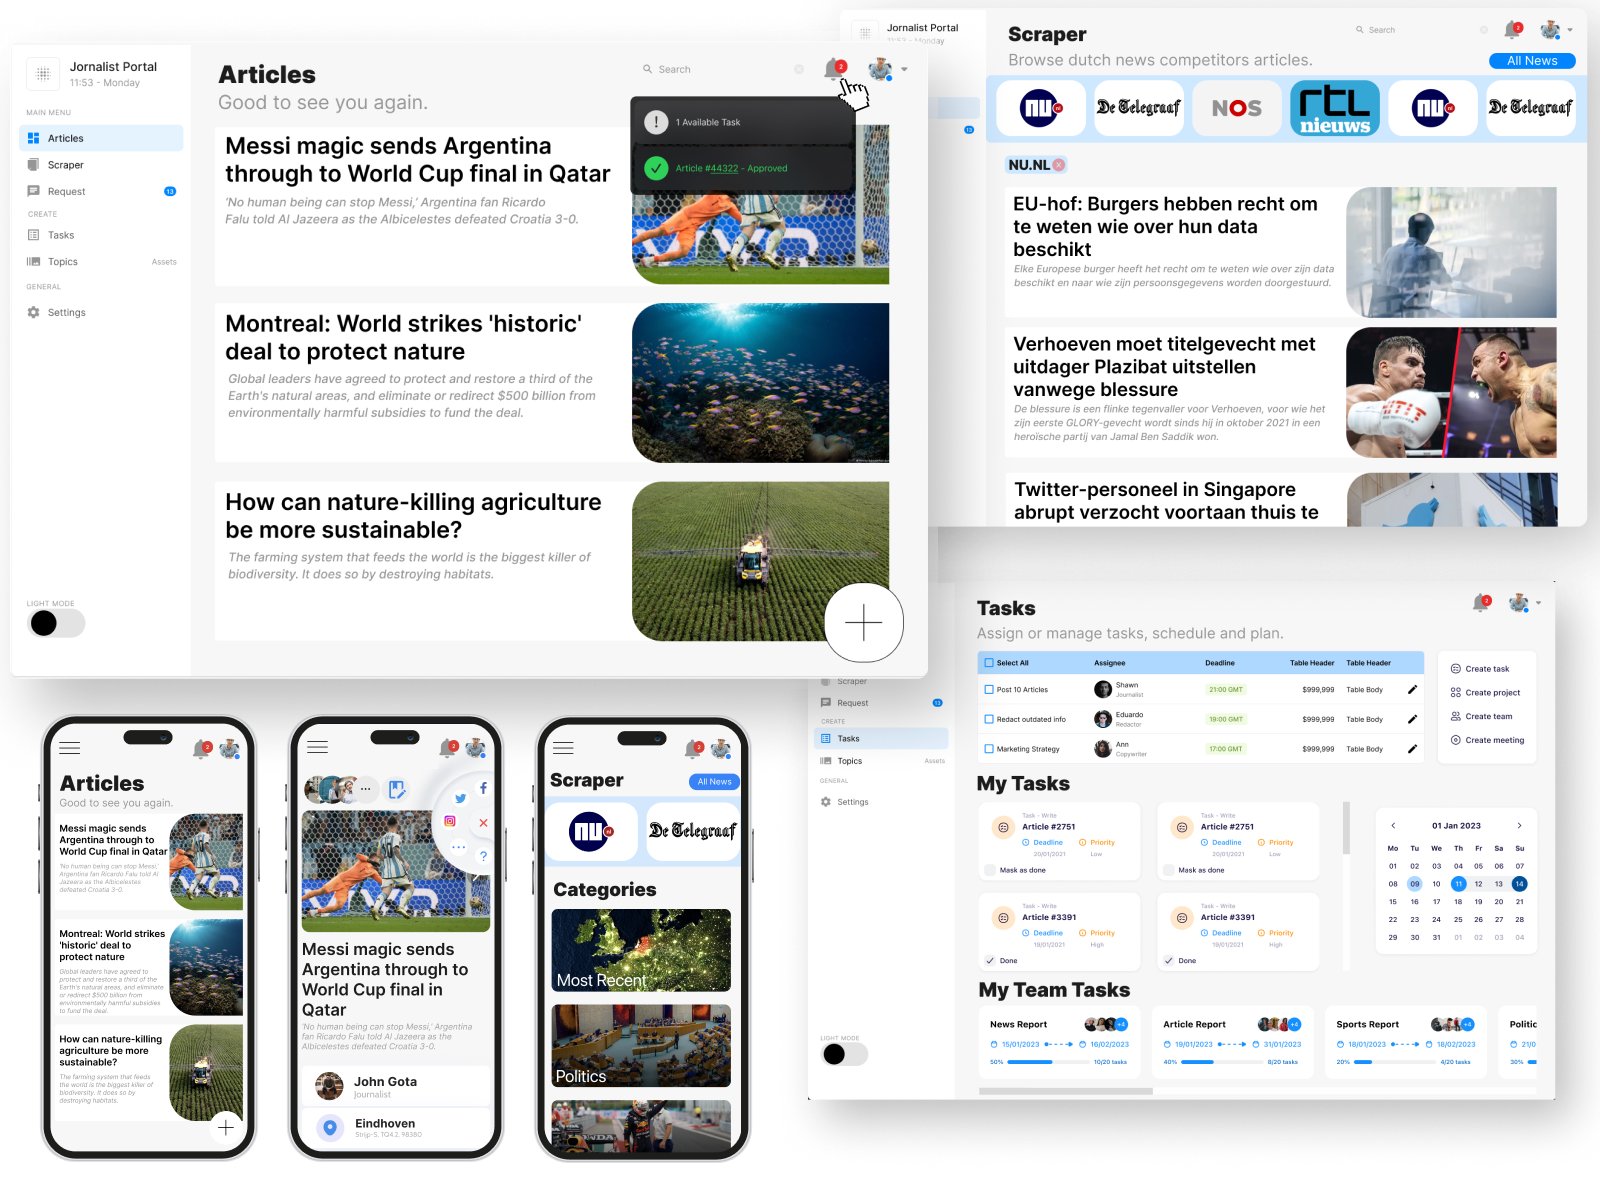 Jornalist Portal
11:53 - Monday
MAIN MENU
Articles
Scraper
Request
13
CREATE
Tasks
Topics
Assets
GENERAL
Settings
LIGHT MODE
Articles
Good to see you again.
Search
2
1 Available Task
Article #44322 - Approved
Messi magic sends Argentina
through to World Cup final in Qatar
'No human being can stop Messi,' Argentina fan Ricardo
Falu told Al Jazeera as the Albicelestes defeated Croatia 3-0.
Montreal: World strikes 'historic'
deal to protect nature
Global leaders have agreed to protect and restore a third of the
Earth's natural areas, and eliminate or redirect $500 billion from
environmentally harmful subsidies to fund the deal.
How can nature-killing agriculture
be more sustainable?
The farming system that feeds the world is the biggest killer of
biodiversity. It does so by destroying habitats.
Jornalist Portal
11:53 - Monday
13
Scraper
Browse dutch news competitors articles.
Search
2
All News
nu.nl
De Telegraaf
NOS
rtl
nieuws
nu.nl
De Telegraaf
NU.NL
EU-hof: Burgers hebben recht om
te weten wie over hun data
beschikt
Elke Europese burger heeft het recht om te weten wie over zijn data
beschikt en naar wie zijn persoonsgegevens worden doorgestuurd.
Verhoeven moet titelgevecht met
uitdager Plazibat uitstellen
vanwege blessure
De blessure is een flinke tegenvaller voor Verhoeven, voor wie het
zijn eerste GLORY-gevecht wordt sinds hij in oktober 2021 in een
heroïsche partij van Jamal Ben Saddik won.
Twitter-personeel in Singapore
abrupt verzocht voortaan thuis te
Scraper
Request
13
CREATE
Tasks
Topics
Assets
GENERAL
Settings
LIGHT MODE
Tasks
Assign or manage tasks, schedule and plan.
2
Select All Assignee Deadline Table Header Table Header
Post 10 Articles Shawn 21:00 GMT $999,999 Table Body
Journalist
Redact outdated info Eduardo 19:00 GMT $999,999 Table Body
Redactor
Marketing Strategy Ann 17:00 GMT $999,999 Table Body
Copywriter
Create task
Create project
Create team
Create meeting
My Tasks
Task - Write
Article #2751
Deadline Priority
20/01/2021 Low
Mask as done
Task - Write
Article #2751
Deadline Priority
20/01/2021 Low
Mask as done
Task - Write
Article #3391
Deadline Priority
19/01/2021 High
Done
Task - Write
Article #3391
Deadline Priority
19/01/2021 High
Done
01 Jan 2023
Mo Tu We Th Fr Sa Su
01 02 03 04 05 06 07
08 09 10 11 12 13 14
15 16 17 18 19 20 21
22 23 24 25 26 27 28
29 30 31 01 02 03 04
My Team Tasks
News Report +4
15/01/2023 16/02/2023
50% 10/20 tasks
Article Report +4
19/01/2023 31/01/2023
40% 8/20 tasks
Sports Report +4
18/01/2023 18/02/2023
20% 4/20 tasks
Politic
21/0
30%
2
Articles
Good to see you again.
Messi magic sends
Argentina through to
World Cup final in Qatar
'No human being can stop
Messi,' Argentina fan
Ricardo Falu told Al
Jazeera as the Albicelestes
defeated Croatia 3-0.
Montreal: World strikes
'historic' deal to
protect nature
Global leaders have agreed to
protect and restore a third of the
Earth's natural areas, and eliminate
or redirect $500 billion from
environmentally harmful subsidies
to fund the deal.
How can nature-killing
agriculture be more
sustainable?
The farming system that feeds
the world is the biggest killer of
biodiversity. It does so by
destroying habitats.
2
Messi magic sends
Argentina through to
World Cup final in
Qatar
'No human being can stop Messi,' Argentina
fan Ricardo Falu told Al Jazeera as the
Albicelestes defeated Croatia 3-0.
John Gota
Journalist
Eindhoven
Strijp-S, TQ4.2, 98380
2
Scraper
All News
nu.nl
De Telegraaf
Categories
Most Recent
Politics